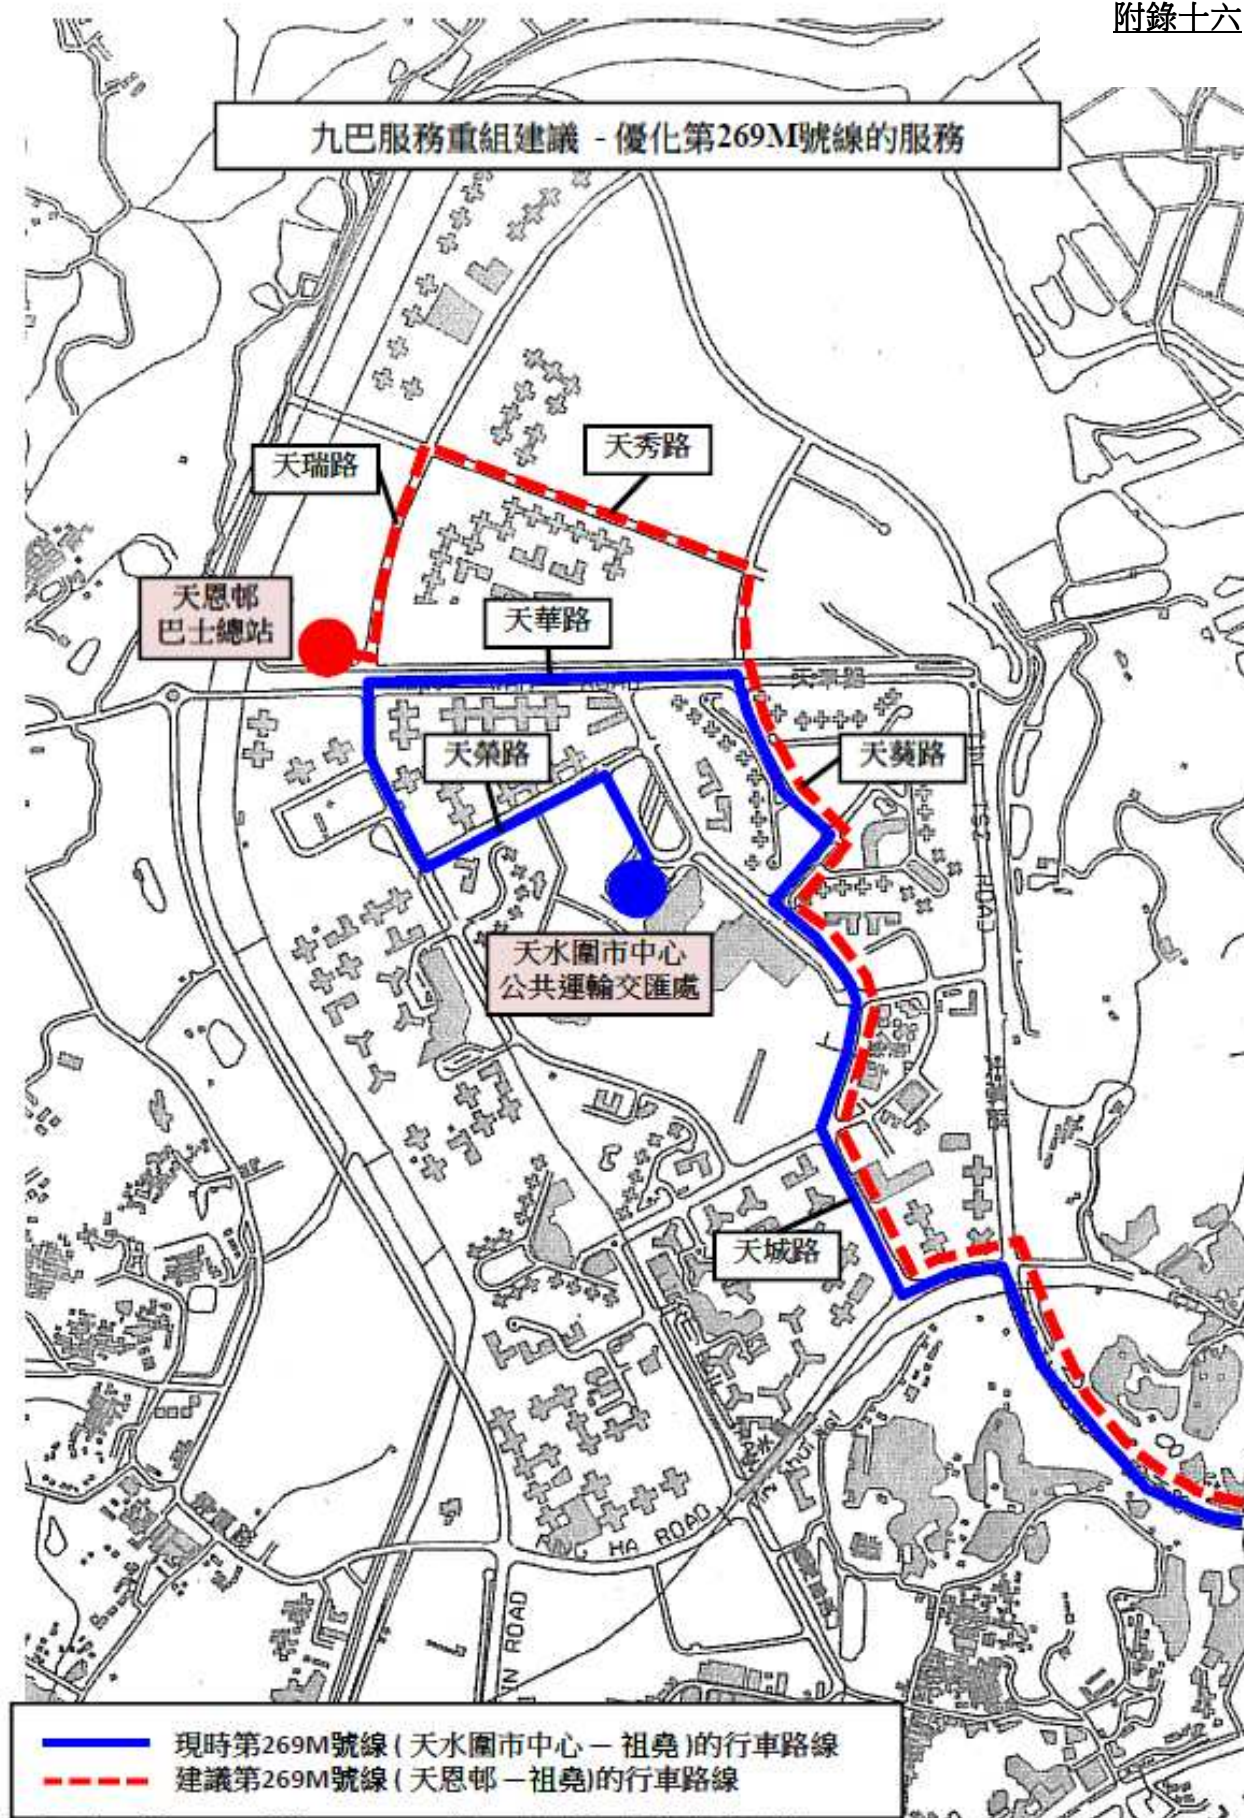 附錄十六
九巴服務重組建議 - 優化第269M號線的服務
天秀路
天瑞路
天恩邨
巴士總站
天華路
天榮路
天葵路
天水圍市中心
公共運輸交匯處
TSZ ROAD
天城路
PING HA ROAD
ROAD
現時第269M號線 ( 天水圍市中心 – 祖堯 )的行車路線
建議第269M號線 ( 天恩邨 – 祖堯)的行車路線